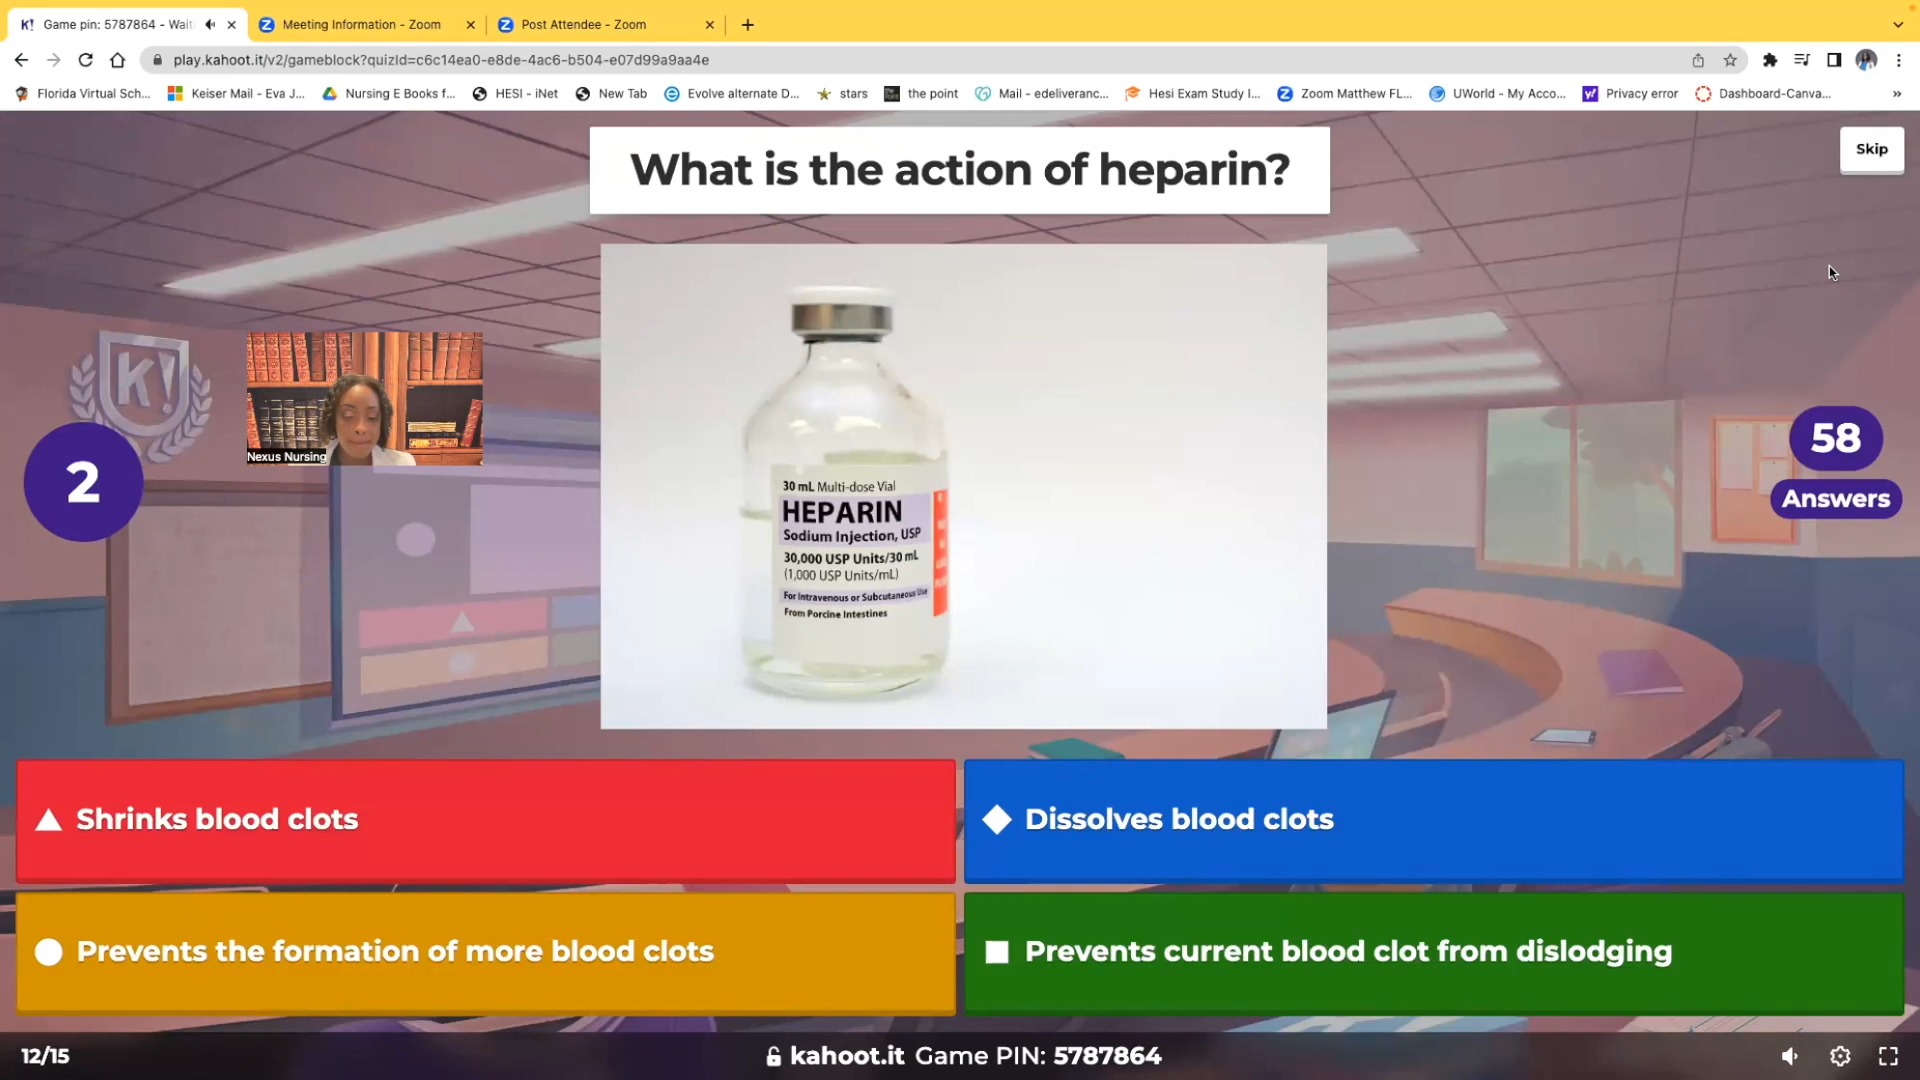 Game pin: 5787864 - Wait
Meeting Information - Zoom
Post Attendee - Zoom
play.kahoot.it/v2/gameblock?quizId=c6c14ea0-e8de-4ac6-b504-e07d99a9aa4e
Florida Virtual Sch...
Keiser Mail - Eva J...
Nursing E Books f...
HESI - iNet
New Tab
Evolve alternate D...
stars
the point
Mail - edeliveranc...
Hesi Exam Study I...
Zoom Matthew FL...
UWorld - My Acco...
Privacy error
Dashboard-Canva...
What is the action of heparin?
Skip
K!
Nexus Nursing
2
58
Answers
30 mL Multi-dose Vial
HEPARIN
Sodium Injection, USP
30,000 USP Units/30 mL
(1,000 USP Units/mL)
For Intravenous or Subcutaneous Use
From Porcine Intestines
Shrinks blood clots
Dissolves blood clots
Prevents the formation of more blood clots
Prevents current blood clot from dislodging
12/15
kahoot.it Game PIN: 5787864